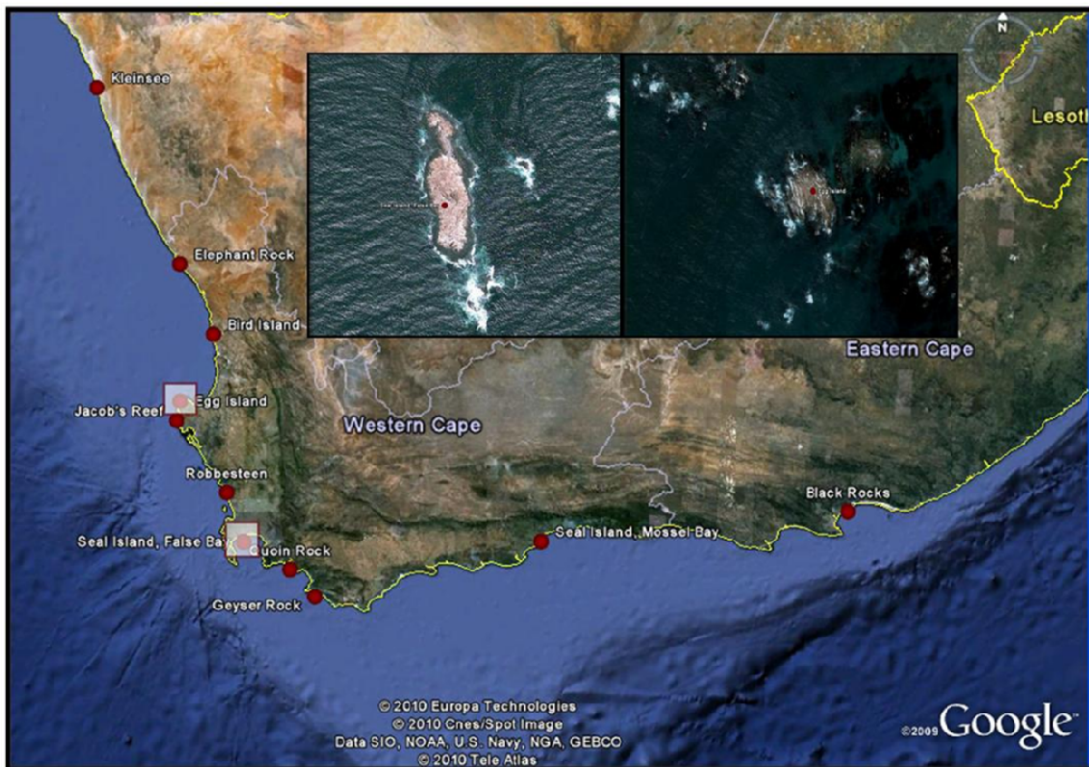 N
Kleinsee
Lesoth
Elephant Rock
Bird Island
Eastern Cape
Egg Island
Jacob's Reef
Western Cape
Robbesteen
Black Rocks
Seal Island, Mossel Bay
Seal Island, False Bay
Quoin Rock
Geyser Rock
© 2010 Europa Technologies
© 2010 Cnes/Spot Image
Data SIO, NOAA, U.S. Navy, NGA, GEBCO
© 2010 Tele Atlas
©2009 Google™